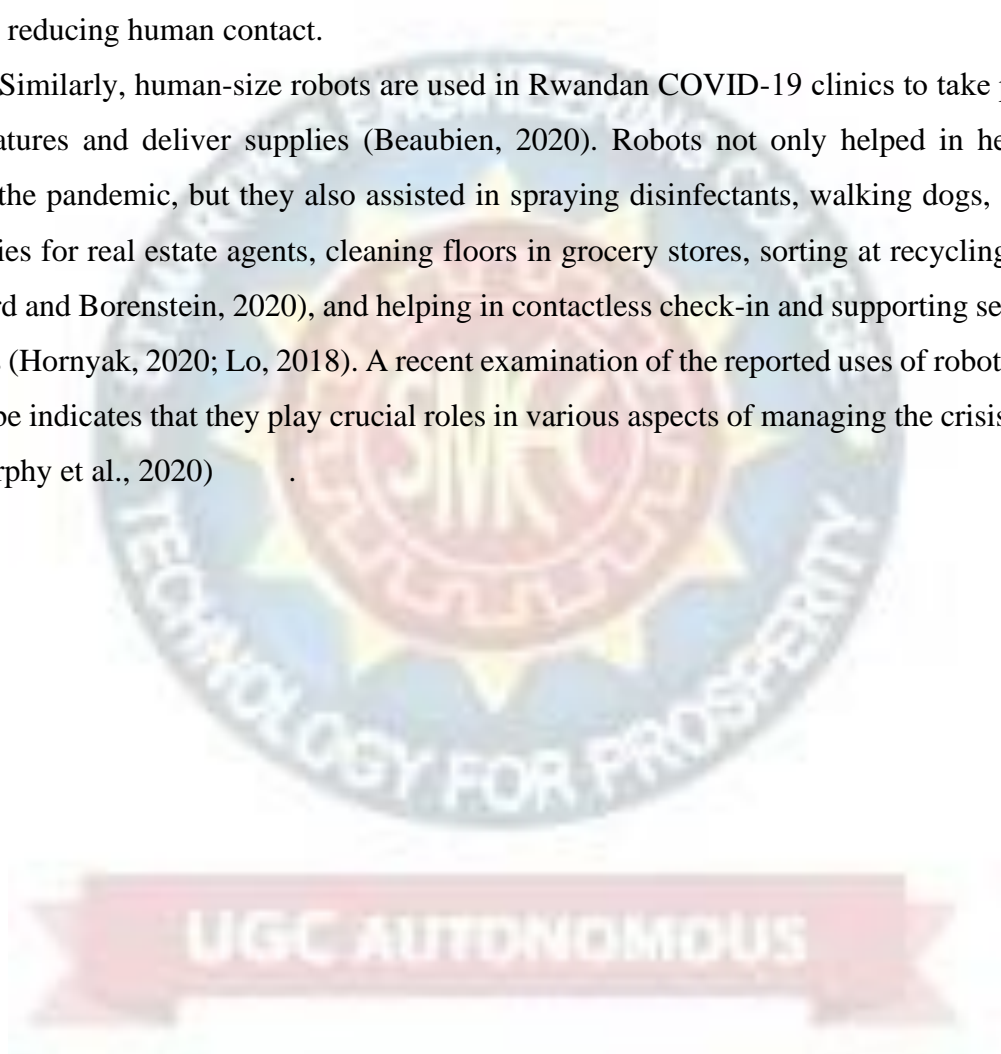 reducing human contact.
Similarly, human-size robots are used in Rwandan COVID-19 clinics to take p
atures and deliver supplies (Beaubien, 2020). Robots not only helped in he
the pandemic, but they also assisted in spraying disinfectants, walking dogs,
ies for real estate agents, cleaning floors in grocery stores, sorting at recycling
rd and Borenstein, 2020), and helping in contactless check-in and supporting se
(Hornyak, 2020; Lo, 2018). A recent examination of the reported uses of robot
be indicates that they play crucial roles in various aspects of managing the crisis
rphy et al., 2020) .
SMEC
TECHNOLOGY FOR PROSPERITY
UGC AUTONOMOUS